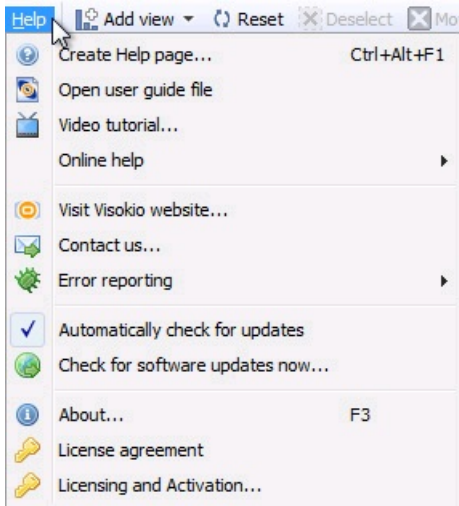 Help Add view Reset Deselect Mo
Create Help page... Ctrl+Alt+F1
Open user guide file
Video tutorial...
Online help
Visit Visokio website...
Contact us...
Error reporting
Automatically check for updates
Check for software updates now...
About... F3
License agreement
Licensing and Activation...